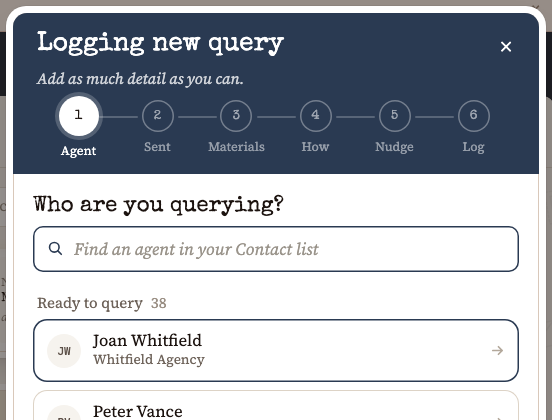 Logging new query
Add as much detail as you can.
1 2 3 4 5 6
Agent Sent Materials How Nudge Log
Who are you querying?
Find an agent in your Contact list
Ready to query 38
JW
Joan Whitfield
Whitfield Agency
Peter Vance